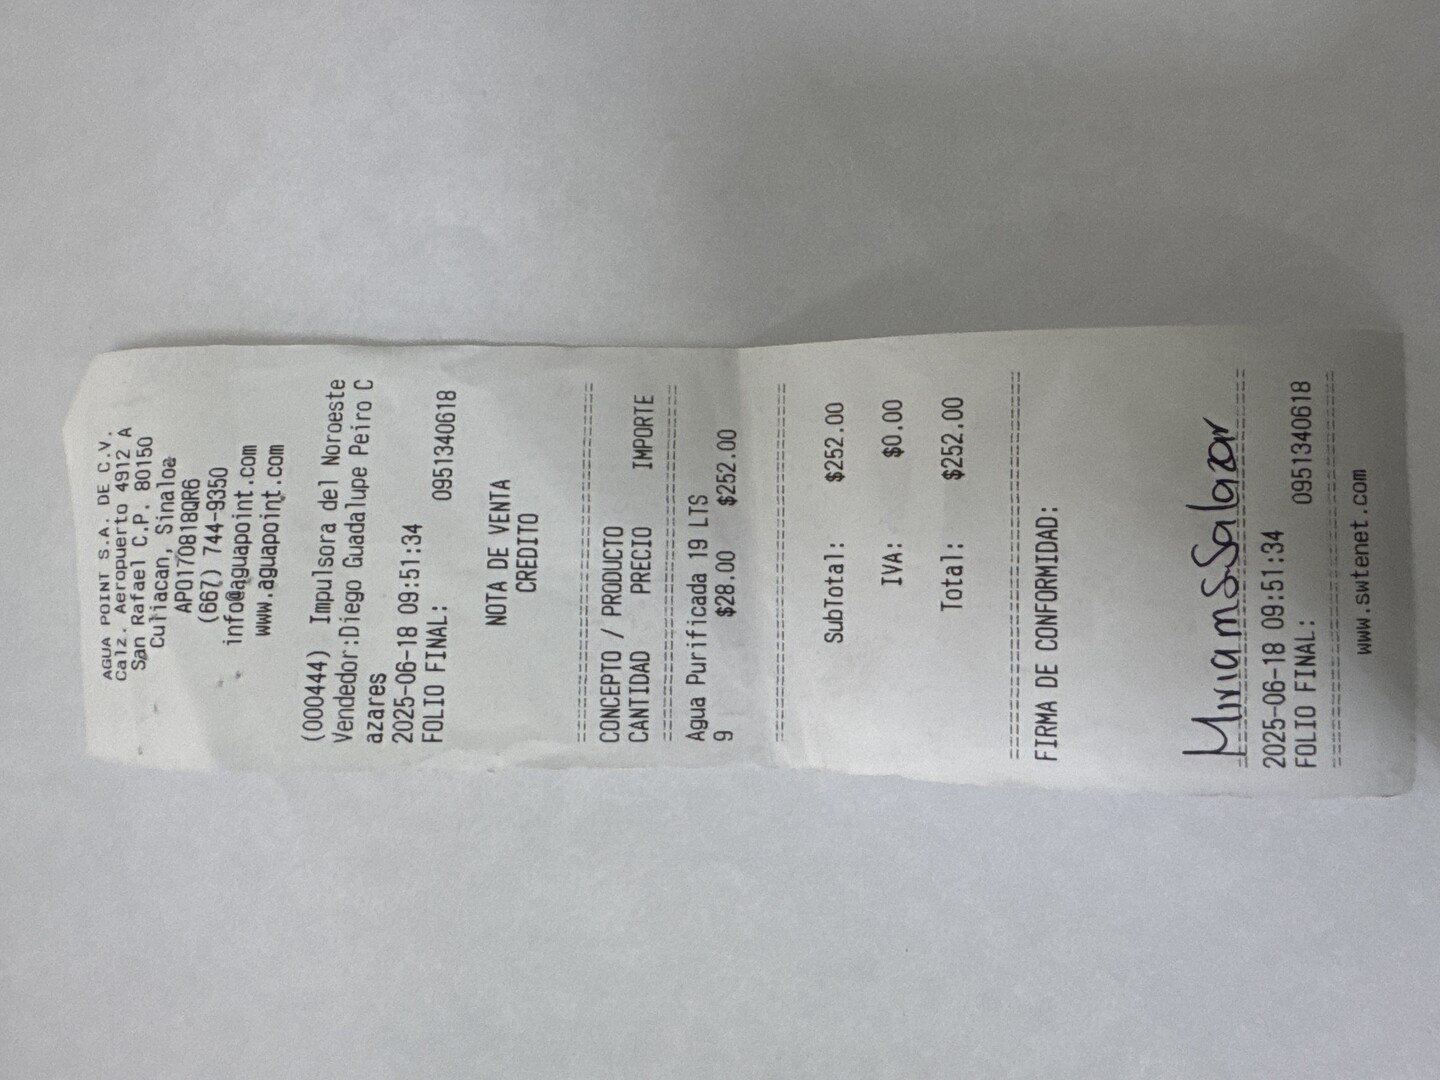 AGUA POINT S.A. DE C.V.
Calz. Aeropuerto 4912 A
San Rafael C.P. 80150
Culiacan, Sinaloa
APO170818QR6
(667) 744-9350
info@aguapoint.com
www.aguapoint.com
(000444) Impulsora del Noroeste
Vendedor:Diego Guadalupe Peiro C
azares
2025-06-18 09:51:34
FOLIO FINAL: 0951340618
NOTA DE VENTA
CREDITO
================================
CONCEPTO / PRODUCTO
CANTIDAD PRECIO IMPORTE
================================
Agua Purificada 19 LTS
9 $28.00 $252.00
================================
SubTotal: $252.00
IVA: $0.00
Total: $252.00
================================
FIRMA DE CONFORMIDAD:
Miriam S Salazar
================================
2025-06-18 09:51:34
FOLIO FINAL: 0951340618
================================
www.swtenet.com